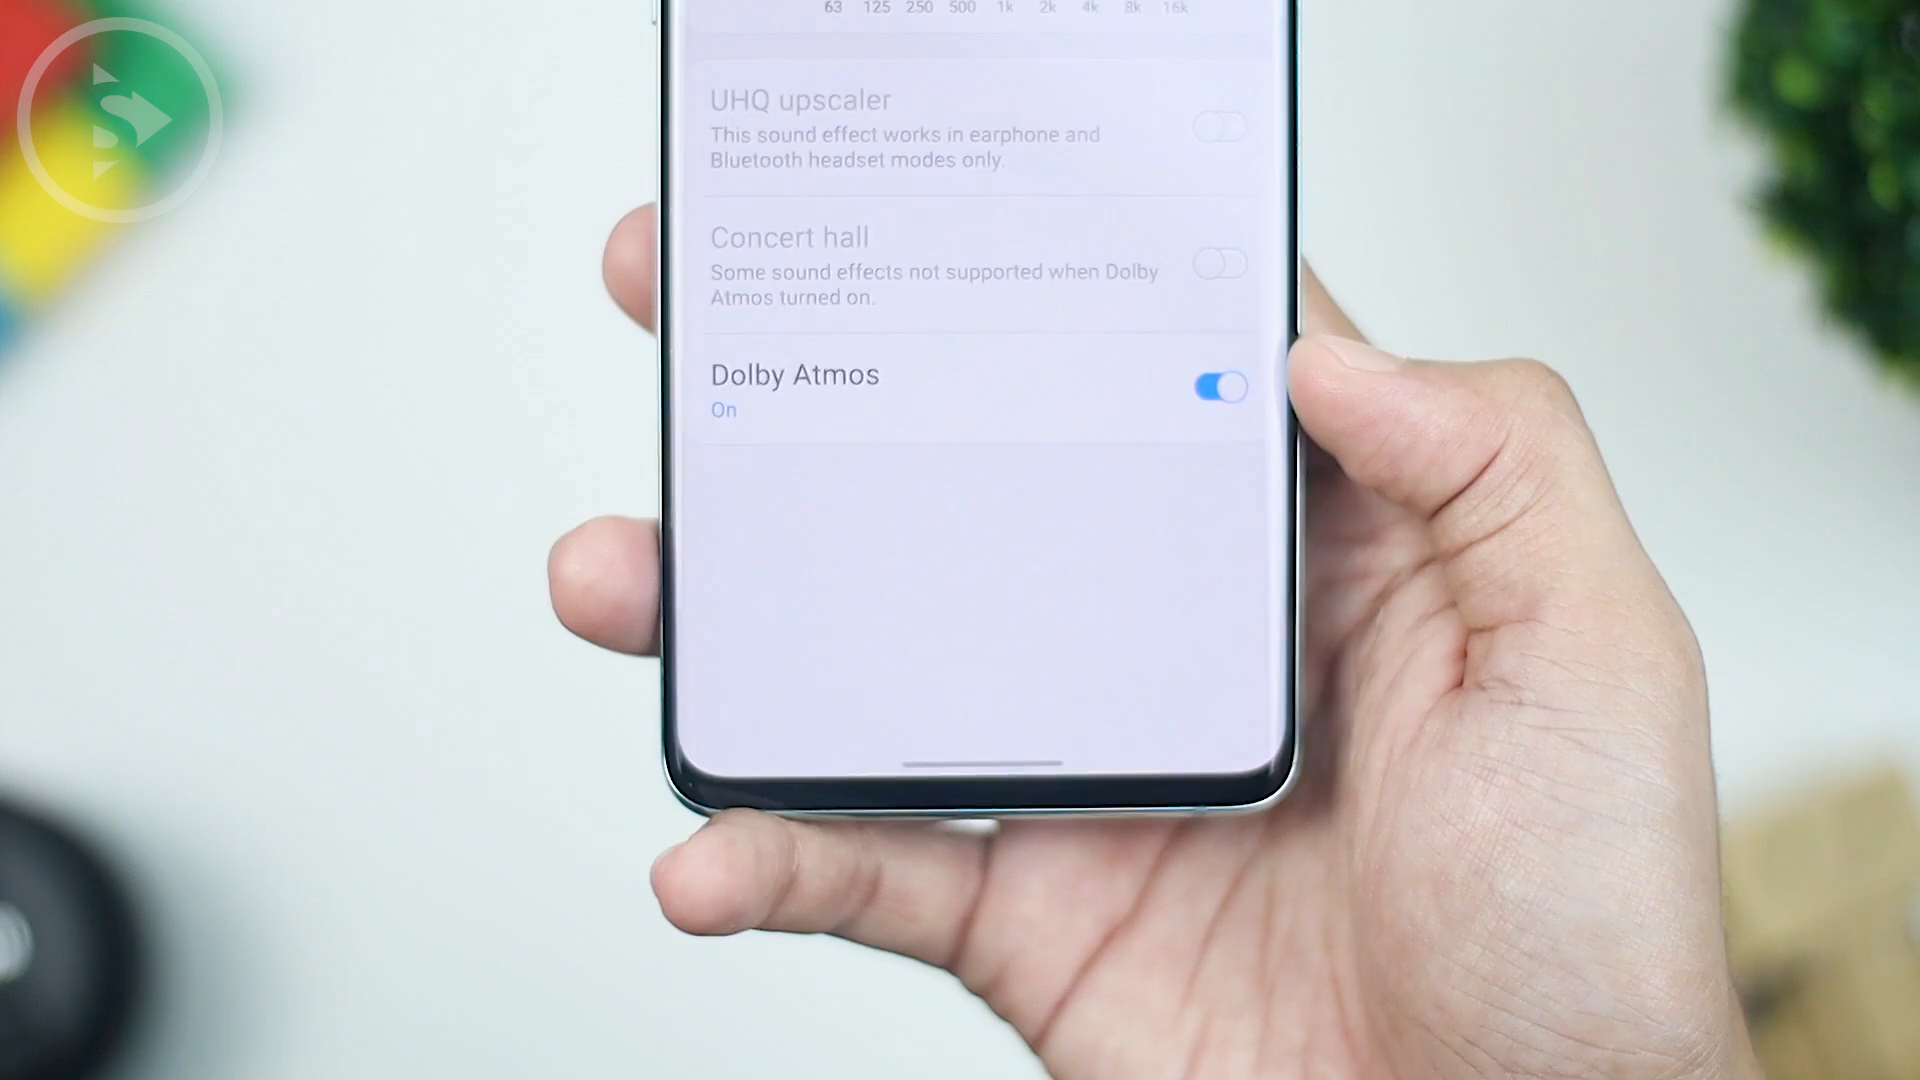 63 125 250 500 1k 2k 4k 8k 16k
UHQ upscaler
This sound effect works in earphone and
Bluetooth headset modes only.
Concert hall
Some sound effects not supported when Dolby
Atmos turned on.
Dolby Atmos
On
S